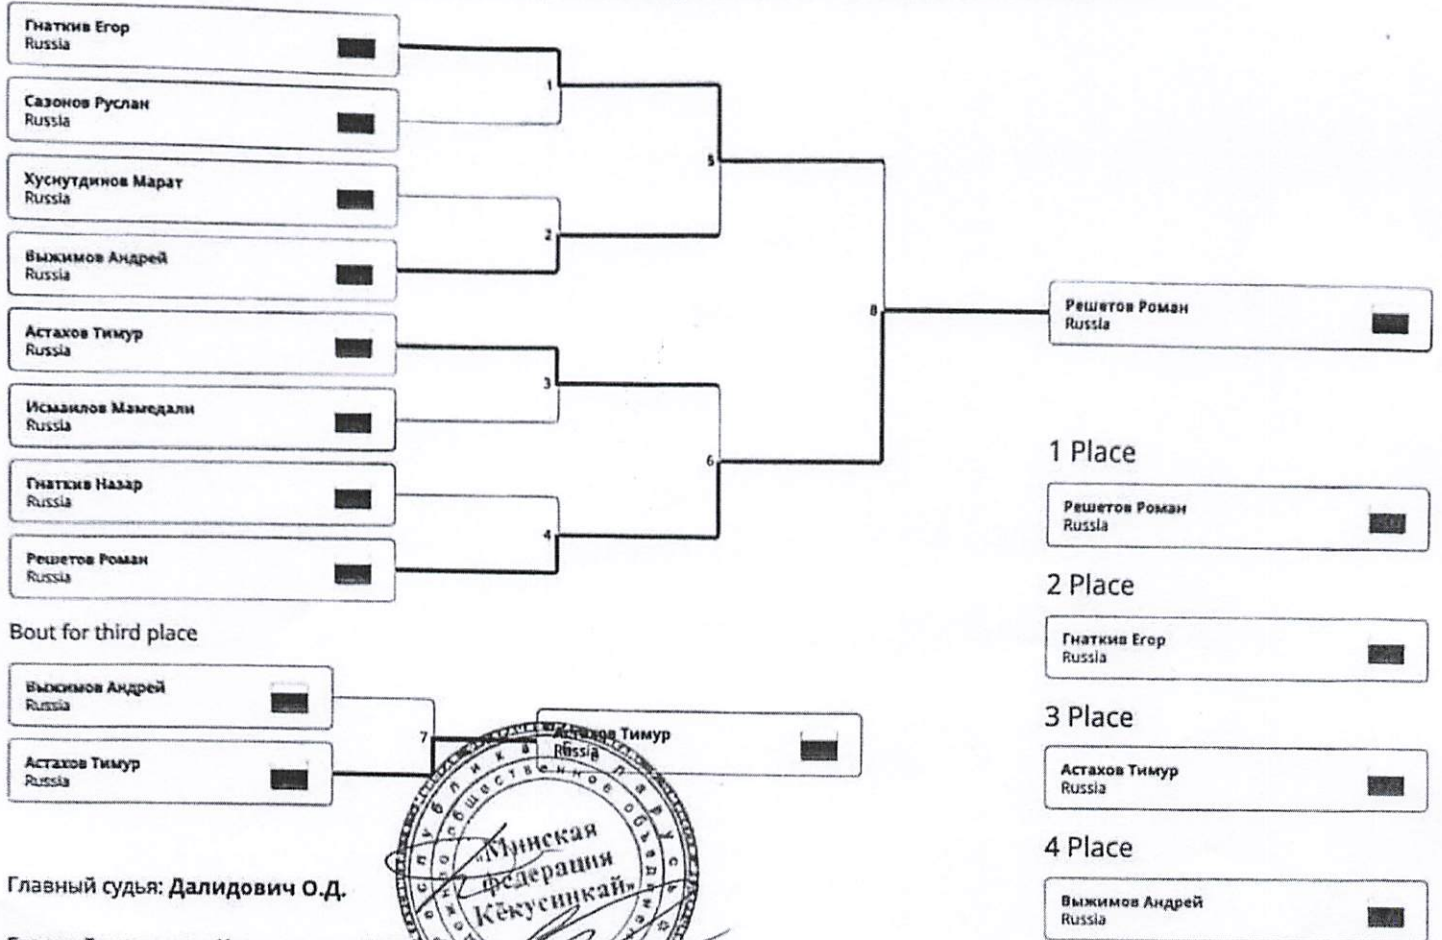 Гнаткив Егор
Russia
Сазонов Руслан
Russia
Хуснутдинов Марат
Russia
Выжимов Андрей
Russia
Астахов Тимур
Russia
Исмаилов Мамедали
Russia
Гнаткив Назар
Russia
Решетов Роман
Russia
1
2
3
4
5
6
8
Решетов Роман
Russia
Bout for third place
Выжимов Андрей
Russia
Астахов Тимур
Russia
7
Астахов Тимур
Russia
1 Place
Решетов Роман
Russia
2 Place
Гнаткив Егор
Russia
3 Place
Астахов Тимур
Russia
4 Place
Выжимов Андрей
Russia
Главный судья: Далидович О.Д.
общественное объединен
«Минская
федерация
Кёкусинкай»